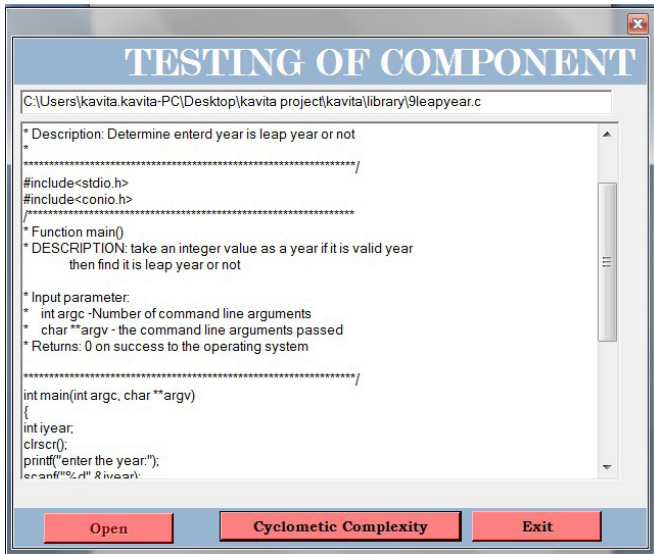 TESTING OF COMPONENT
C:\Users\kavita.kavita-PC\Desktop\kavita project\kavita\library\9leapyear.c
* Description: Determine enterd year is leap year or not
*
*****************************************************************/
#include<stdio.h>
#include<conio.h>
/****************************************************************
* Function main()
* DESCRIPTION: take an integer value as a year if it is valid year
then find it is leap year or not
* Input parameter:
* int argc -Number of command line arguments
* char **argv - the command line arguments passed
* Returns: 0 on success to the operating system
*****************************************************************/
int main(int argc, char **argv)
{
int iyear;
clrscr();
printf("enter the year:");
scanf("%d",&iyear);
Open
Cyclometic Complexity
Exit